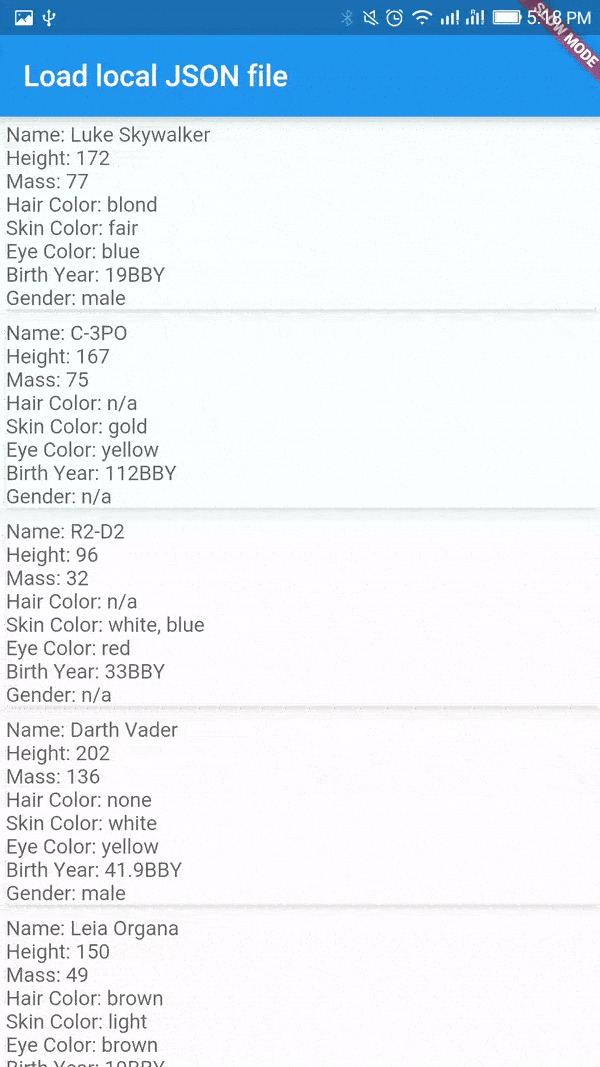 5:18 PM
SLOW MODE
Load local JSON file
Name: Luke Skywalker
Height: 172
Mass: 77
Hair Color: blond
Skin Color: fair
Eye Color: blue
Birth Year: 19BBY
Gender: male
Name: C-3PO
Height: 167
Mass: 75
Hair Color: n/a
Skin Color: gold
Eye Color: yellow
Birth Year: 112BBY
Gender: n/a
Name: R2-D2
Height: 96
Mass: 32
Hair Color: n/a
Skin Color: white, blue
Eye Color: red
Birth Year: 33BBY
Gender: n/a
Name: Darth Vader
Height: 202
Mass: 136
Hair Color: none
Skin Color: white
Eye Color: yellow
Birth Year: 41.9BBY
Gender: male
Name: Leia Organa
Height: 150
Mass: 49
Hair Color: brown
Skin Color: light
Eye Color: brown
Birth Year: 19BBY